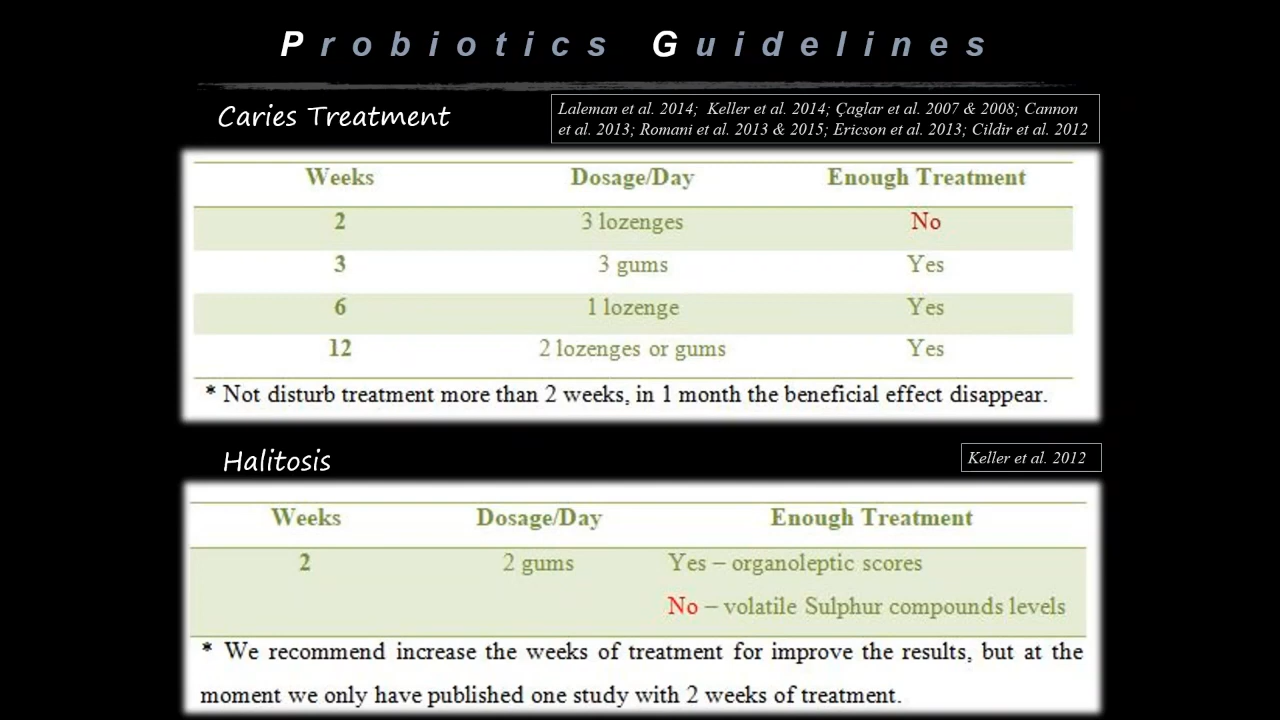 Probiotics Guidelines
Caries Treatment
Laleman et al. 2014; Keller et al. 2014; Çaglar et al. 2007 & 2008; Cannon
et al. 2013; Romani et al. 2013 & 2015; Ericson et al. 2013; Cildir et al. 2012
Weeks Dosage/Day Enough Treatment
2 3 lozenges No
3 3 gums Yes
6 1 lozenge Yes
12 2 lozenges or gums Yes
* Not disturb treatment more than 2 weeks, in 1 month the beneficial effect disappear.
Halitosis
Keller et al. 2012
Weeks Dosage/Day Enough Treatment
2 2 gums Yes – organoleptic scores
No – volatile Sulphur compounds levels
* We recommend increase the weeks of treatment for improve the results, but at the
moment we only have published one study with 2 weeks of treatment.